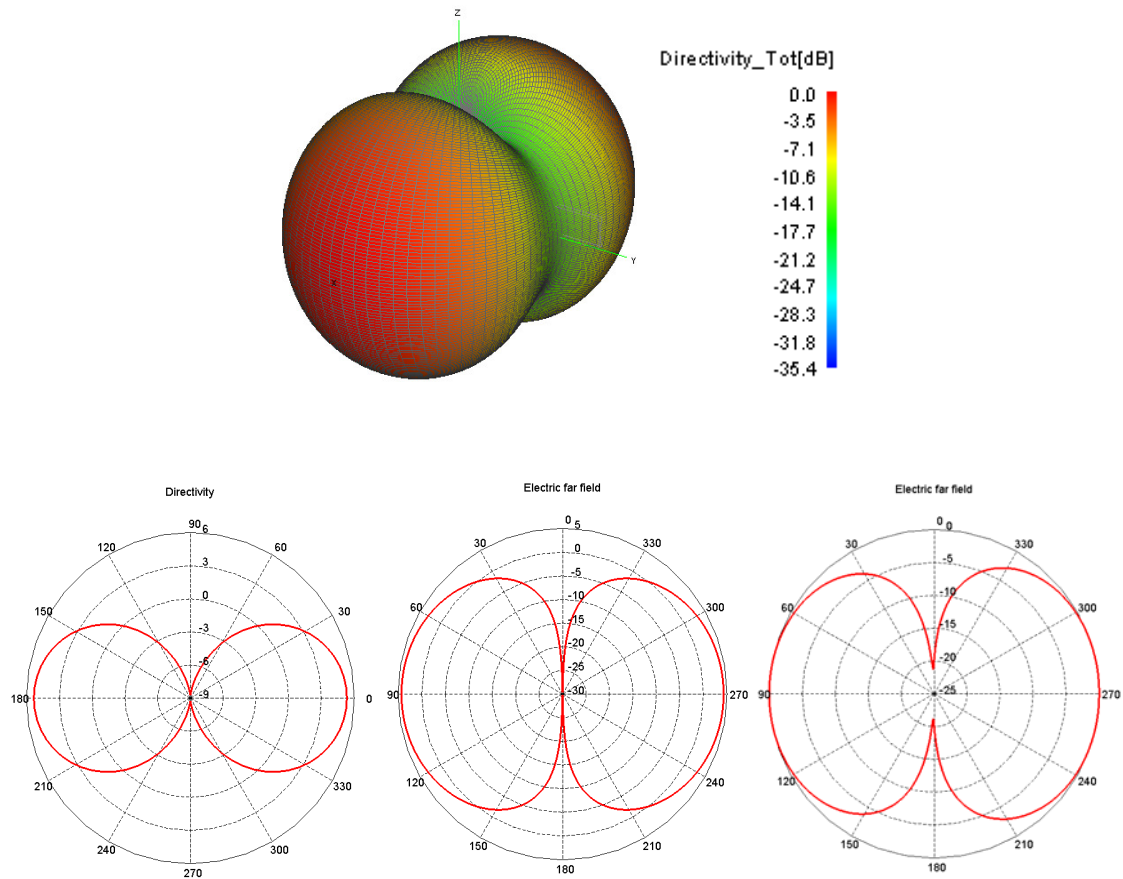 Z
Directivity_Tot[dB]
0.0
-3.5
-7.1
-10.6
-14.1
-17.7
-21.2
-24.7
-28.3
-31.8
-35.4
X
Y
Directivity
90 6
120 60
3
150 0 30
-3
-6
180 -9 0
210 330
240 300
270
Electric far field
0 5
30 0 330
-5
60 -10 300
-15
-20
-25
90 -30 270
120 240
150 210
180
Electric far field
0 0
30 -5 330
-10
60 -15 300
-20
90 -25 270
120 240
150 210
180